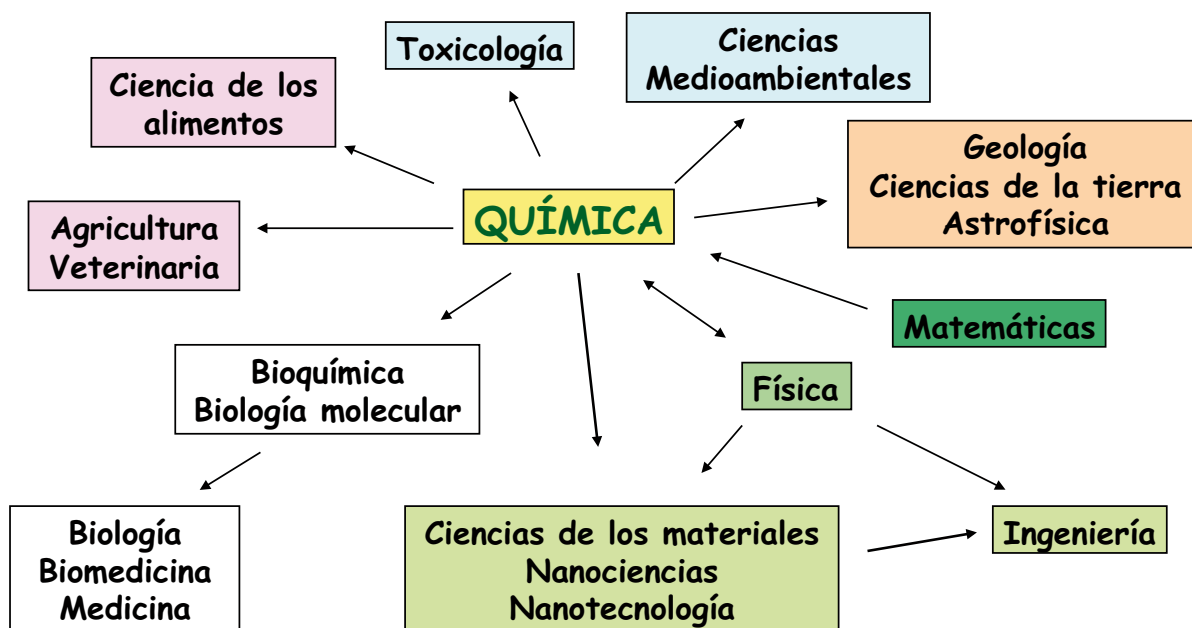 Toxicología
Ciencias
Medioambientales
Ciencia de los
alimentos
Geología
Ciencias de la tierra
Astrofísica
QUÍMICA
Agricultura
Veterinaria
Matemáticas
Bioquímica
Biología molecular
Física
Biología
Biomedicina
Medicina
Ciencias de los materiales
Nanociencias
Nanotecnología
Ingeniería